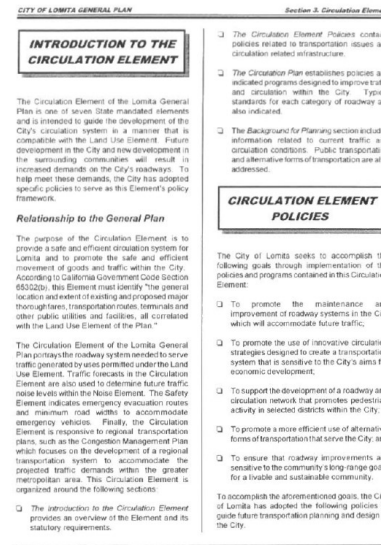 CITY OF LOMITA GENERAL PLAN
Section 3. Circulation Eleme
INTRODUCTION TO THE
CIRCULATION ELEMENT
The Circulation Element of the Lomita General
Plan is one of seven State mandated elements
and is intended to guide the development of the
City's circulation system in a manner that is
compatible with the Land Use Element. Future
development in the City and new development in
the surrounding communities will result in
increased demands on the City's roadways. To
help meet these demands, the City has adopted
specific policies to serve as this Element's policy
framework.
Relationship to the General Plan
The purpose of the Circulation Element is to
provide a safe and efficient circulation system for
Lomita and to promote the safe and efficient
movement of goods and traffic within the City.
According to California Government Code Section
65302(b), this Element must identify "the general
location and extent of existing and proposed major
thoroughfares, transportation routes, terminals and
other public utilities and facilities, all correlated
with the Land Use Element of the Plan."
The Circulation Element of the Lomita General
Plan portrays the roadway system needed to serve
traffic generated by uses permitted under the Land
Use Element. Traffic forecasts in the Circulation
Element are also used to determine future traffic
noise levels within the Noise Element. The Safety
Element indicates emergency evacuation routes
and minimum road widths to accommodate
emergency vehicles. Finally, the Circulation
Element is responsive to regional transportation
plans, such as the Congestion Management Plan
which focuses on the development of a regional
transportation system to accommodate the
projected traffic demands within the greater
metropolitan area. This Circulation Element is
organized around the following sections:
❑ The Introduction to the Circulation Element
provides an overview of the Element and its
statutory requirements.
❑ The Circulation Element Policies conta
policies related to transportation issues a
circulation related infrastructure.
❑ The Circulation Plan establishes policies a
indicated programs designed to improve traf
and circulation within the City. Typic
standards for each category of roadway a
also indicated.
❑ The Background for Planning section includ
information related to current traffic a
circulation conditions. Public transportati
and alternative forms of transportation are al
addressed.
CIRCULATION ELEMENT
POLICIES
The City of Lomita seeks to accomplish th
following goals through implementation of th
policies and programs contained in this Circulatio
Element:
❑ To promote the maintenance an
improvement of roadway systems in the Ci
which will accommodate future traffic;
❑ To promote the use of innovative circulatio
strategies designed to create a transportatio
system that is sensitive to the City's aims f
economic development;
❑ To support the development of a roadway an
circulation network that promotes pedestria
activity in selected districts within the City;
❑ To promote a more efficient use of alternativ
forms of transportation that serve the City; an
❑ To ensure that roadway improvements a
sensitive to the community's long-range goa
for a livable and sustainable community.
To accomplish the aforementioned goals, the Ci
of Lomita has adopted the following policies
guide future transportation planning and design
the City.